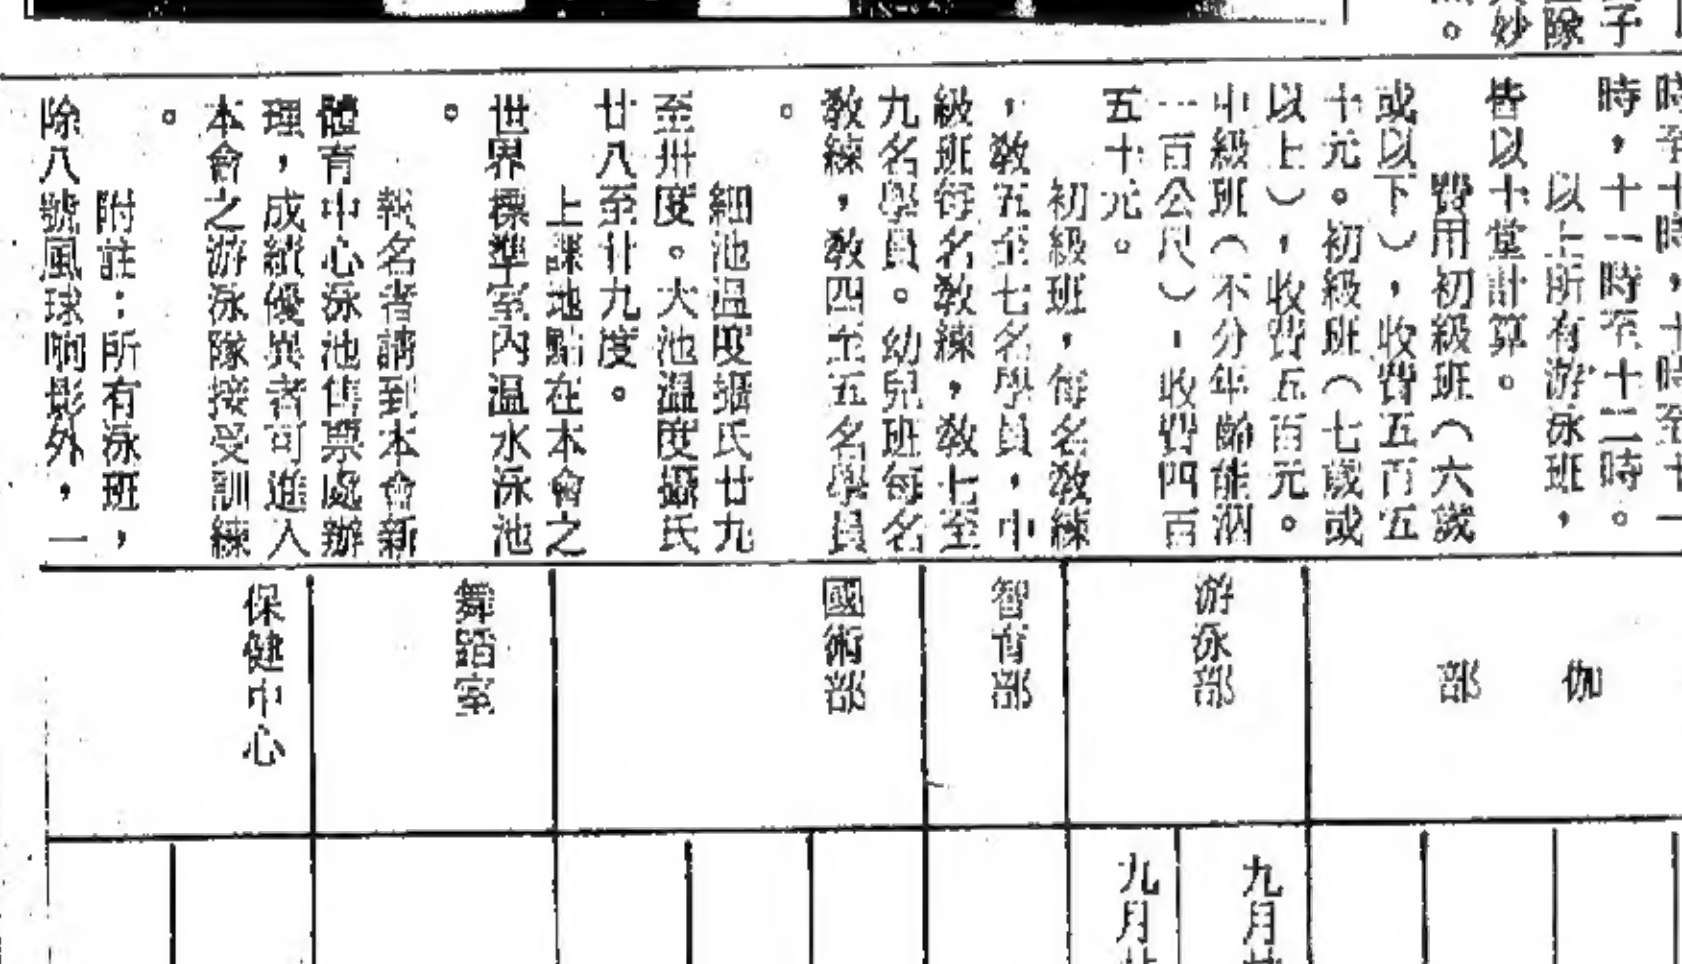 子
隊
妙
。
時至十時，十時至十一
時，十一時至十二時。
以上所有游泳班，
皆以十堂計算。
費用初級班（六歲
或以下），收費五百五
十元。初級班（七歲或
以上），收費五百元。
中級班（不分年齡能泅
一百公尺），收費四百
五十元。
初級班，每名教練
，教五至七名學員，中
級班每名教練，教七至
九名學員。幼兒班每名
教練，教四至五名學員
。
細池温度攝氏廿九
至卅度。大池温度攝氏
廿八至廿九度。
上課地點在本會之
世界標準室內温水泳池
。
報名者請到本會新
體育中心泳池售票處辦
理，成績優異者可進入
本會之游泳隊接受訓練
。
附註：所有泳班，
除八號風球响影外，一
伽
部
游泳部
智育部
國術部
舞蹈室
保健中心
九月
九月